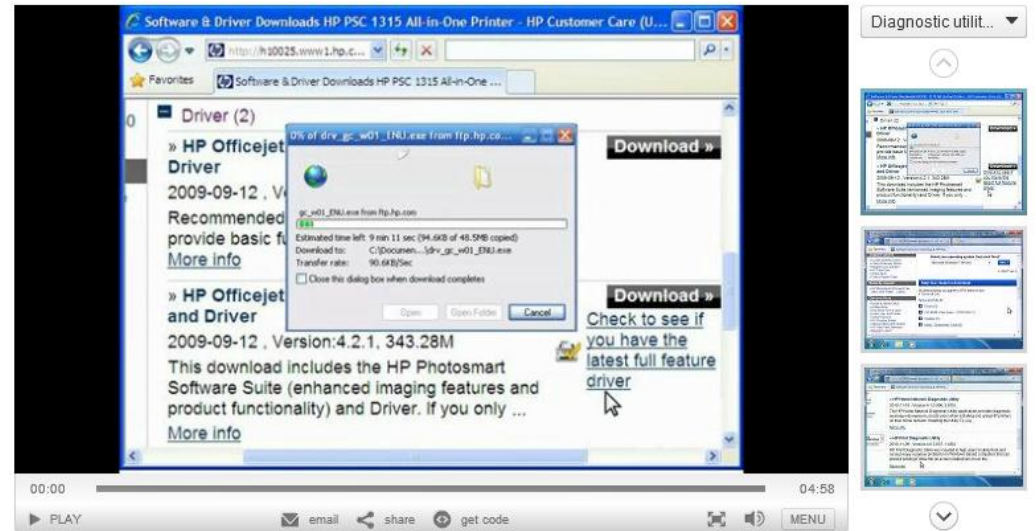 Software & Driver Downloads HP PSC 1315 All-in-One Printer - HP Customer Care (U...
http://h10025.www1.hp.c...
Favorites
Software & Driver Downloads HP PSC 1315 All-in-One ...
Driver (2)
» HP Officejet
Driver
Download »
2009-09-12 , V
Recommended
provide basic fu
More info
0% of drv_gc_w01_ENU.exe from ftp.hp.co...
gc_w01_ENU.exe from ftp.hp.com
Estimated time left 9 min 11 sec (94.6KB of 48.5MB copied)
Download to: C:\Documen...\drv_gc_w01_ENU.exe
Transfer rate: 90.6KB/Sec
Close this dialog box when download completes
Open
Open Folder
Cancel
» HP Officejet
and Driver
Download »
2009-09-12 , Version:4.2.1, 343.28M
This download includes the HP Photosmart
Software Suite (enhanced imaging features and
product functionality) and Driver. If you only ...
More info
Check to see if
you have the
latest full feature
driver
00:00
04:58
PLAY
email
share
get code
MENU
Diagnostic utilit...